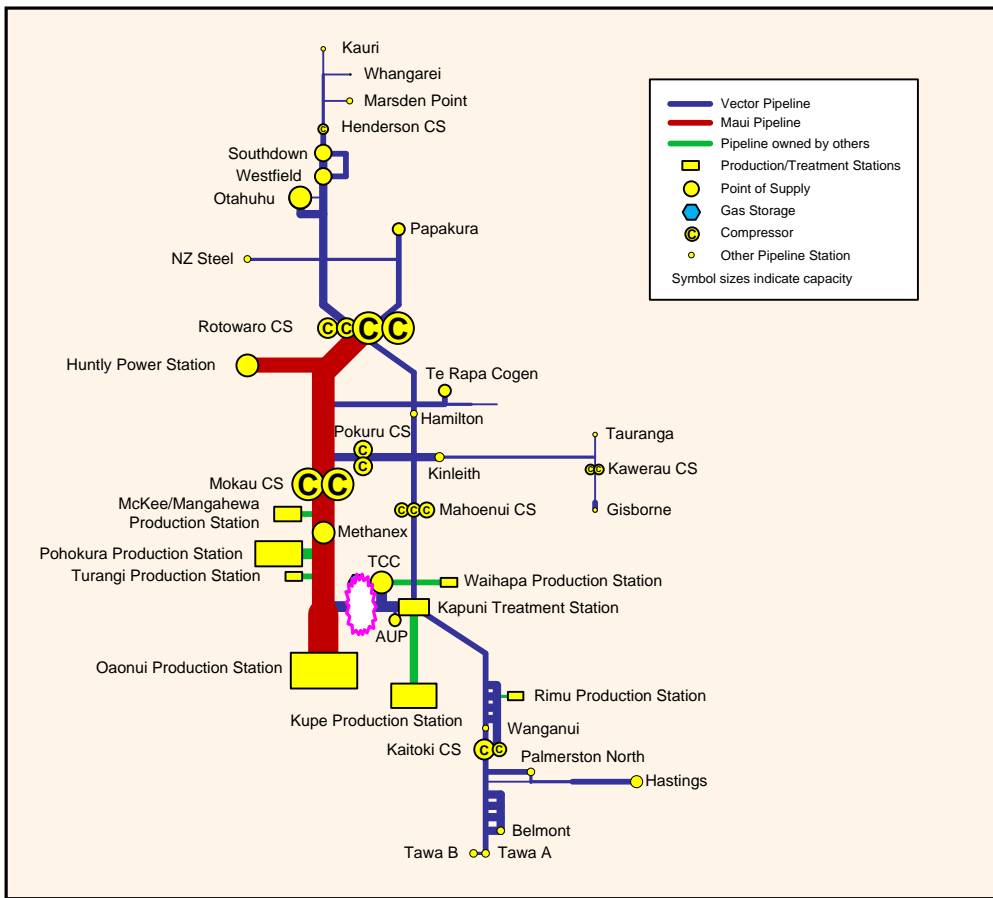 Kauri
Whangarei
Marsden Point
Henderson CS
Southdown
Westfield
Otahuhu
Papakura
NZ Steel
Rotowaro CS
C
C
C
C
C
Huntly Power Station
Te Rapa Cogen
Hamilton
Pokuru CS
C
C
Tauranga
Kinleith
C C
Kawerau CS
Mokau CS
C C
Gisborne
McKee/Mangahewa
Production Station
C C C
Mahoenui CS
Methanex
Pohokura Production Station
TCC
Turangi Production Station
Waihapa Production Station
Kapuni Treatment Station
AUP
Oaonui Production Station
Kupe Production Station
Rimu Production Station
Wanganui
Kaitoki CS
C C
Palmerston North
Hastings
Belmont
Tawa B
Tawa A
Vector Pipeline
Maui Pipeline
Pipeline owned by others
Production/Treatment Stations
Point of Supply
Gas Storage
C
Compressor
Other Pipeline Station
Symbol sizes indicate capacity